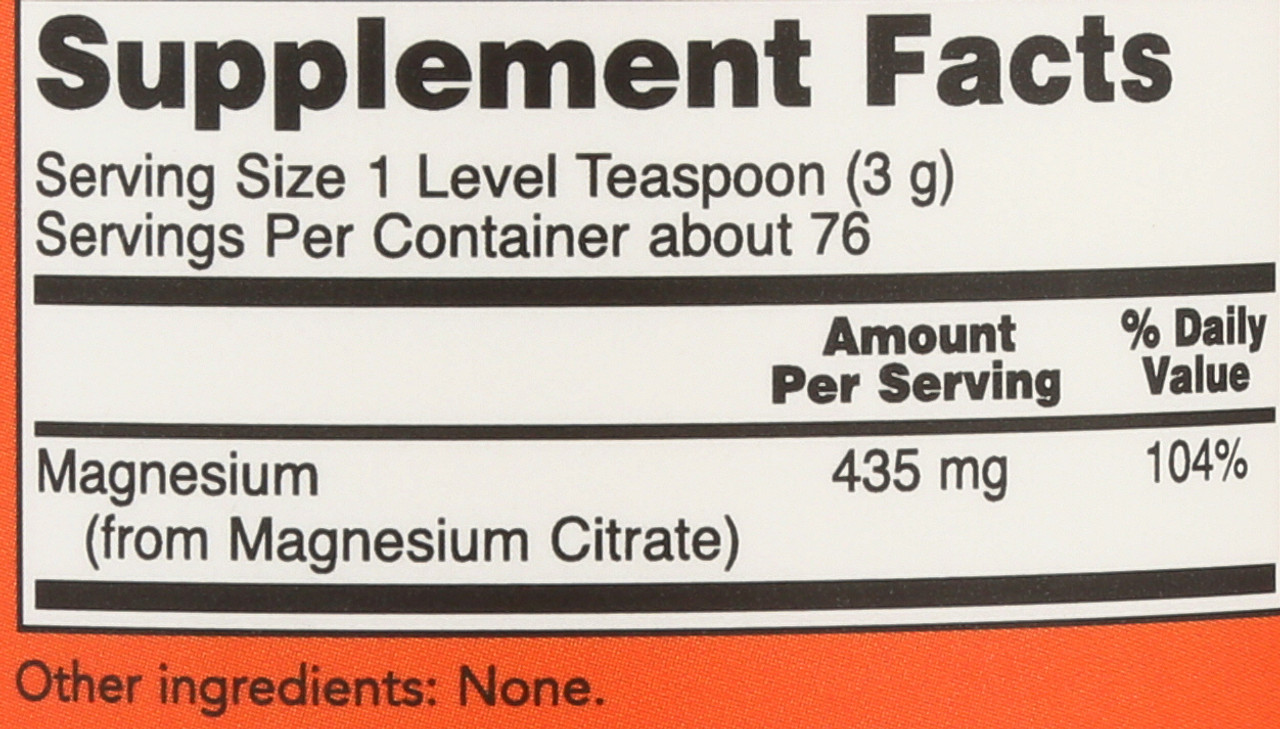 Supplement Facts
Serving Size 1 Level Teaspoon (3 g)
Servings Per Container about 76
Amount Per Serving
% Daily Value
Magnesium 435 mg 104%
(from Magnesium Citrate)
Other ingredients: None.